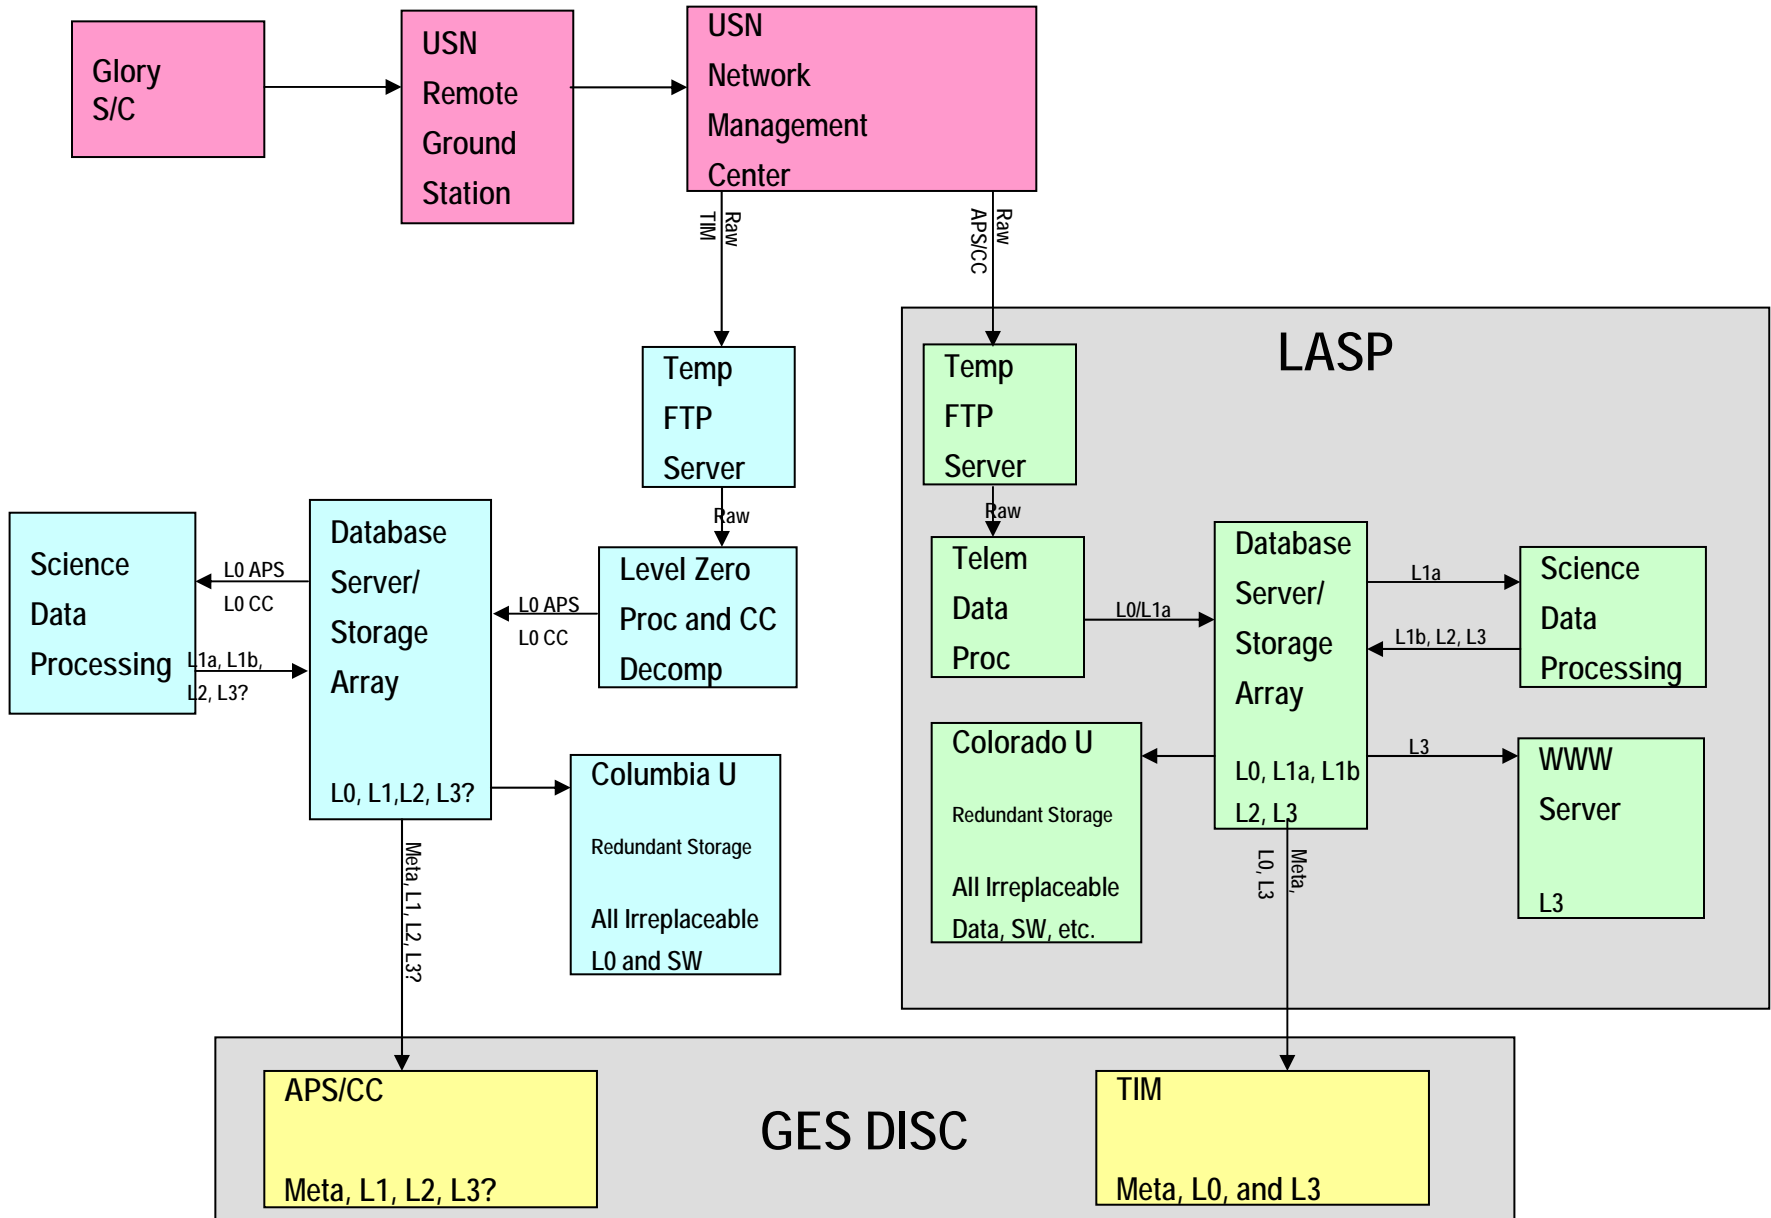 Glory
S/C
USN
Remote
Ground
Station
USN
Network
Management
Center
Raw
TIM
Raw
APS/CC
Temp
FTP
Server
Raw
Level Zero
Proc and CC
Decomp
L0 APS
L0 CC
Database
Server/
Storage
Array
L0, L1,L2, L3?
L0 APS
L0 CC
Science
Data
Processing
L1a, L1b,
L2, L3?
Columbia U
Redundant Storage
All Irreplaceable
L0 and SW
Meta, L1, L2, L3?
LASP
Temp
FTP
Server
Raw
Telem
Data
Proc
L0/L1a
Database
Server/
Storage
Array
L0, L1a, L1b
L2, L3
L1a
L1b, L2, L3
Science
Data
Processing
Colorado U
Redundant Storage
All Irreplaceable
Data, SW, etc.
L3
WWW
Server
L3
Meta,
L0, L3
GES DISC
APS/CC
Meta, L1, L2, L3?
TIM
Meta, L0, and L3